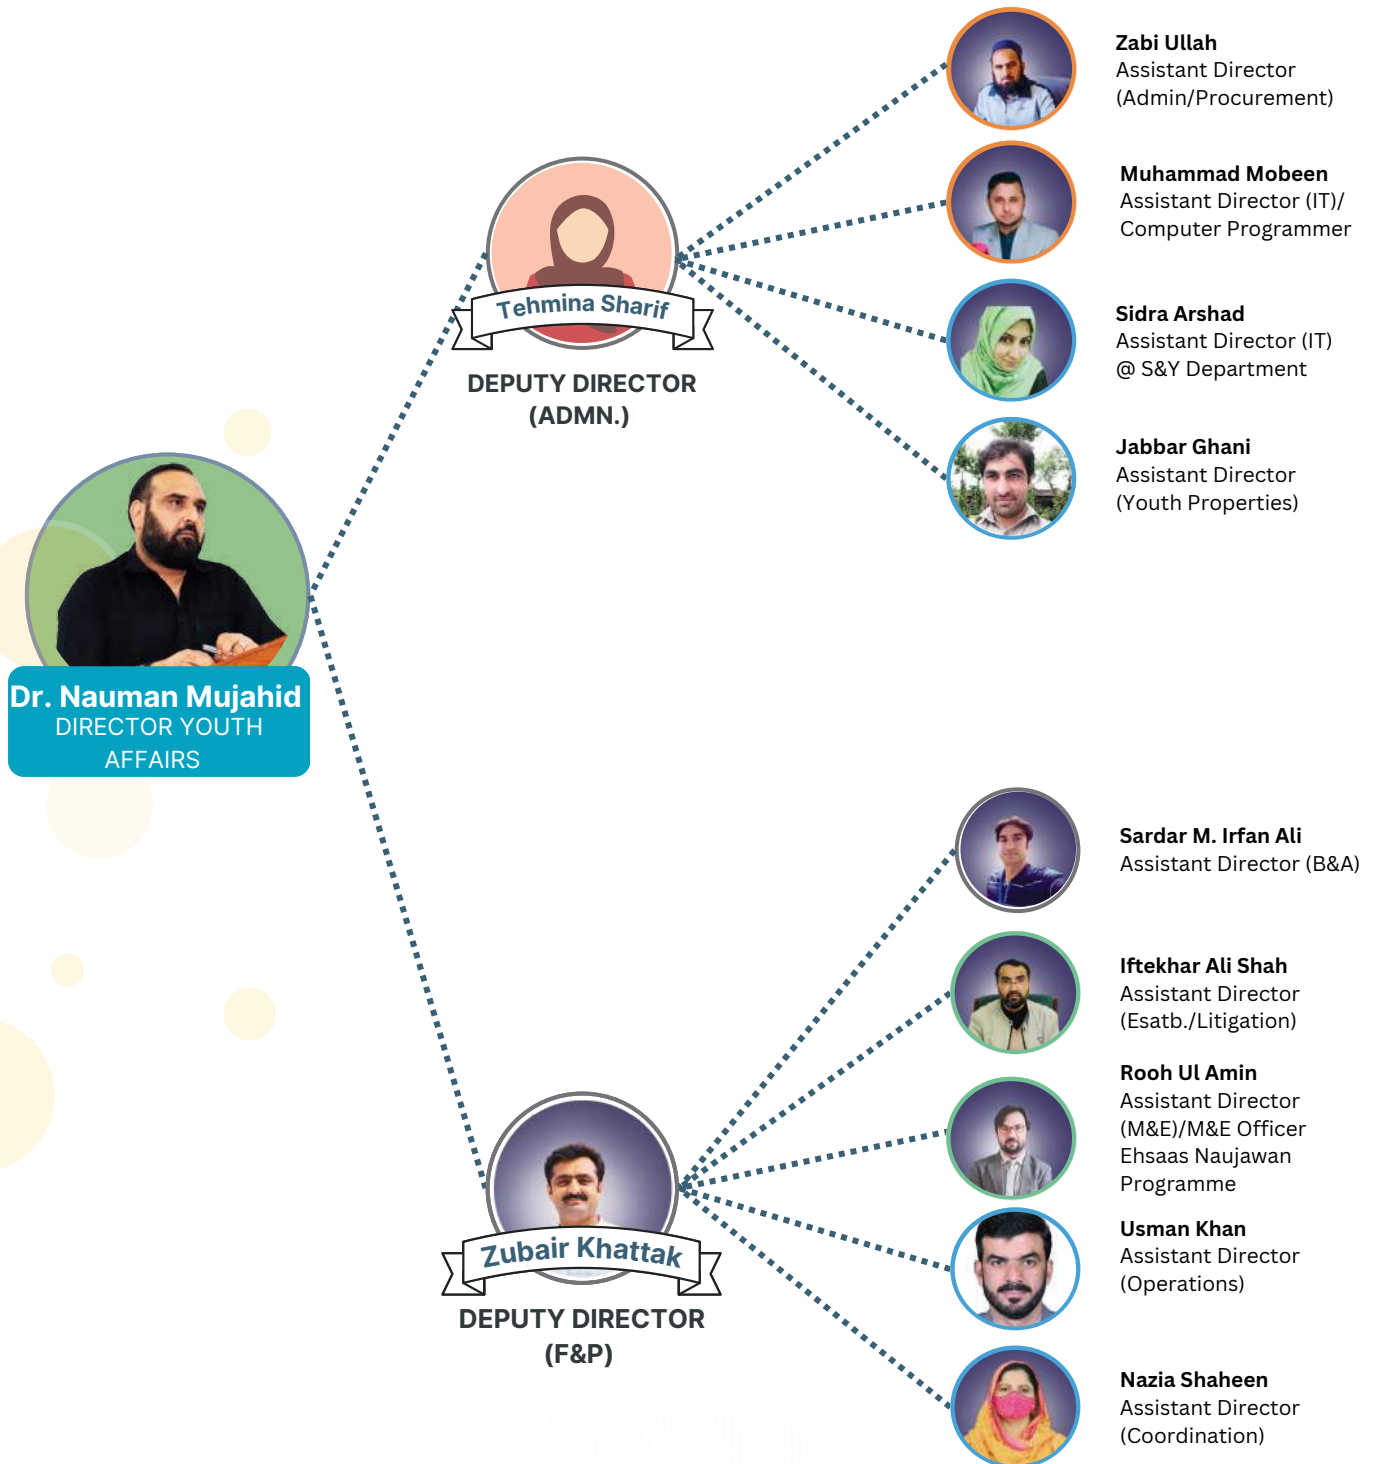 Zabi Ullah
Assistant Director
(Admin/Procurement)
Muhammad Mobeen
Assistant Director (IT)/
Computer Programmer
Sidra Arshad
Assistant Director (IT)
@ S&Y Department
Jabbar Ghani
Assistant Director
(Youth Properties)
Tehmina Sharif
DEPUTY DIRECTOR
(ADMN.)
Dr. Nauman Mujahid
DIRECTOR YOUTH
AFFAIRS
Sardar M. Irfan Ali
Assistant Director (B&A)
Iftekhar Ali Shah
Assistant Director
(Esatb./Litigation)
Rooh Ul Amin
Assistant Director
(M&E)/M&E Officer
Ehsaas Naujawan
Programme
Usman Khan
Assistant Director
(Operations)
Nazia Shaheen
Assistant Director
(Coordination)
Zubair Khattak
DEPUTY DIRECTOR
(F&P)